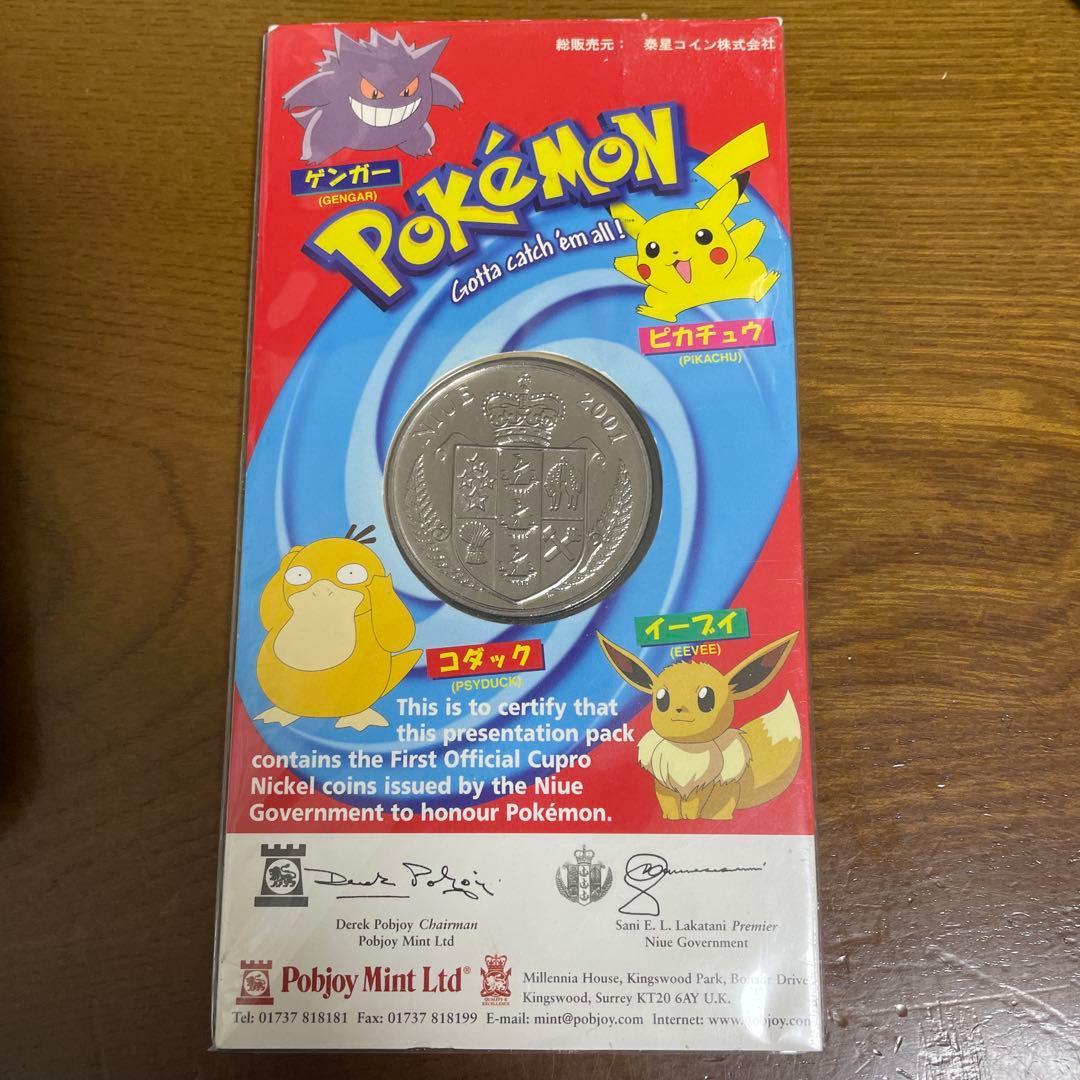 総販売元： 泰星コイン株式会社
ゲンガー
(GENGAR)
POKéMON
Gotta catch 'em all!
ピカチュウ
(PIKACHU)
NIUE 2001
イーブイ
(EEVEE)
コダック
(PSYDUCK)
This is to certify that
this presentation pack
contains the First Official Cupro
Nickel coins issued by the Niue
Government to honour Pokémon.
Derek Pobjoy
Derek Pobjoy Chairman
Pobjoy Mint Ltd
Sani E. L. Lakatani Premier
Niue Government
Pobjoy Mint Ltd®
QUALITY & EXCELLENCE
Millennia House, Kingswood Park, Drive
Kingswood, Surrey KT20 6AY U.K.
Tel: 01737 818181 Fax: 01737 818199 E-mail: mint@pobjoy.com Internet: